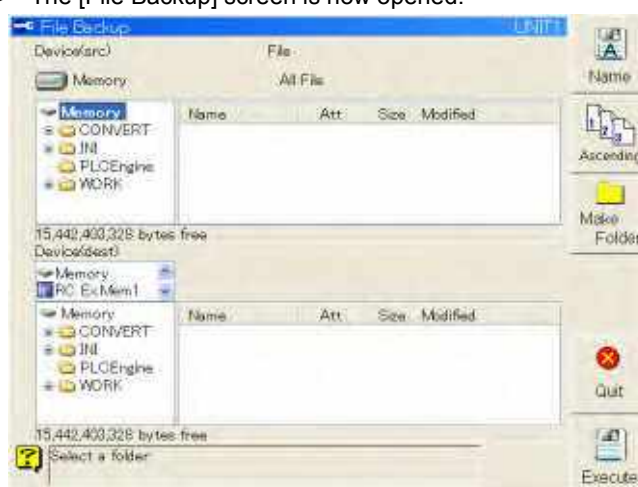 The [File Backup] screen is now opened.
File Backup UNIT1
Device(src) File
Memory All File
Name
Memory Name Att Size Modified
CONVERT
INI
PLCEngine
WORK
Ascending
Make
Folder
15,442,403,328 bytes free
Device(dest)
Memory
RC ExMem1
Memory Name Att Size Modified
CONVERT
INI
PLCEngine
WORK
Quit
15,442,403,328 bytes free
Select a folder
Execute